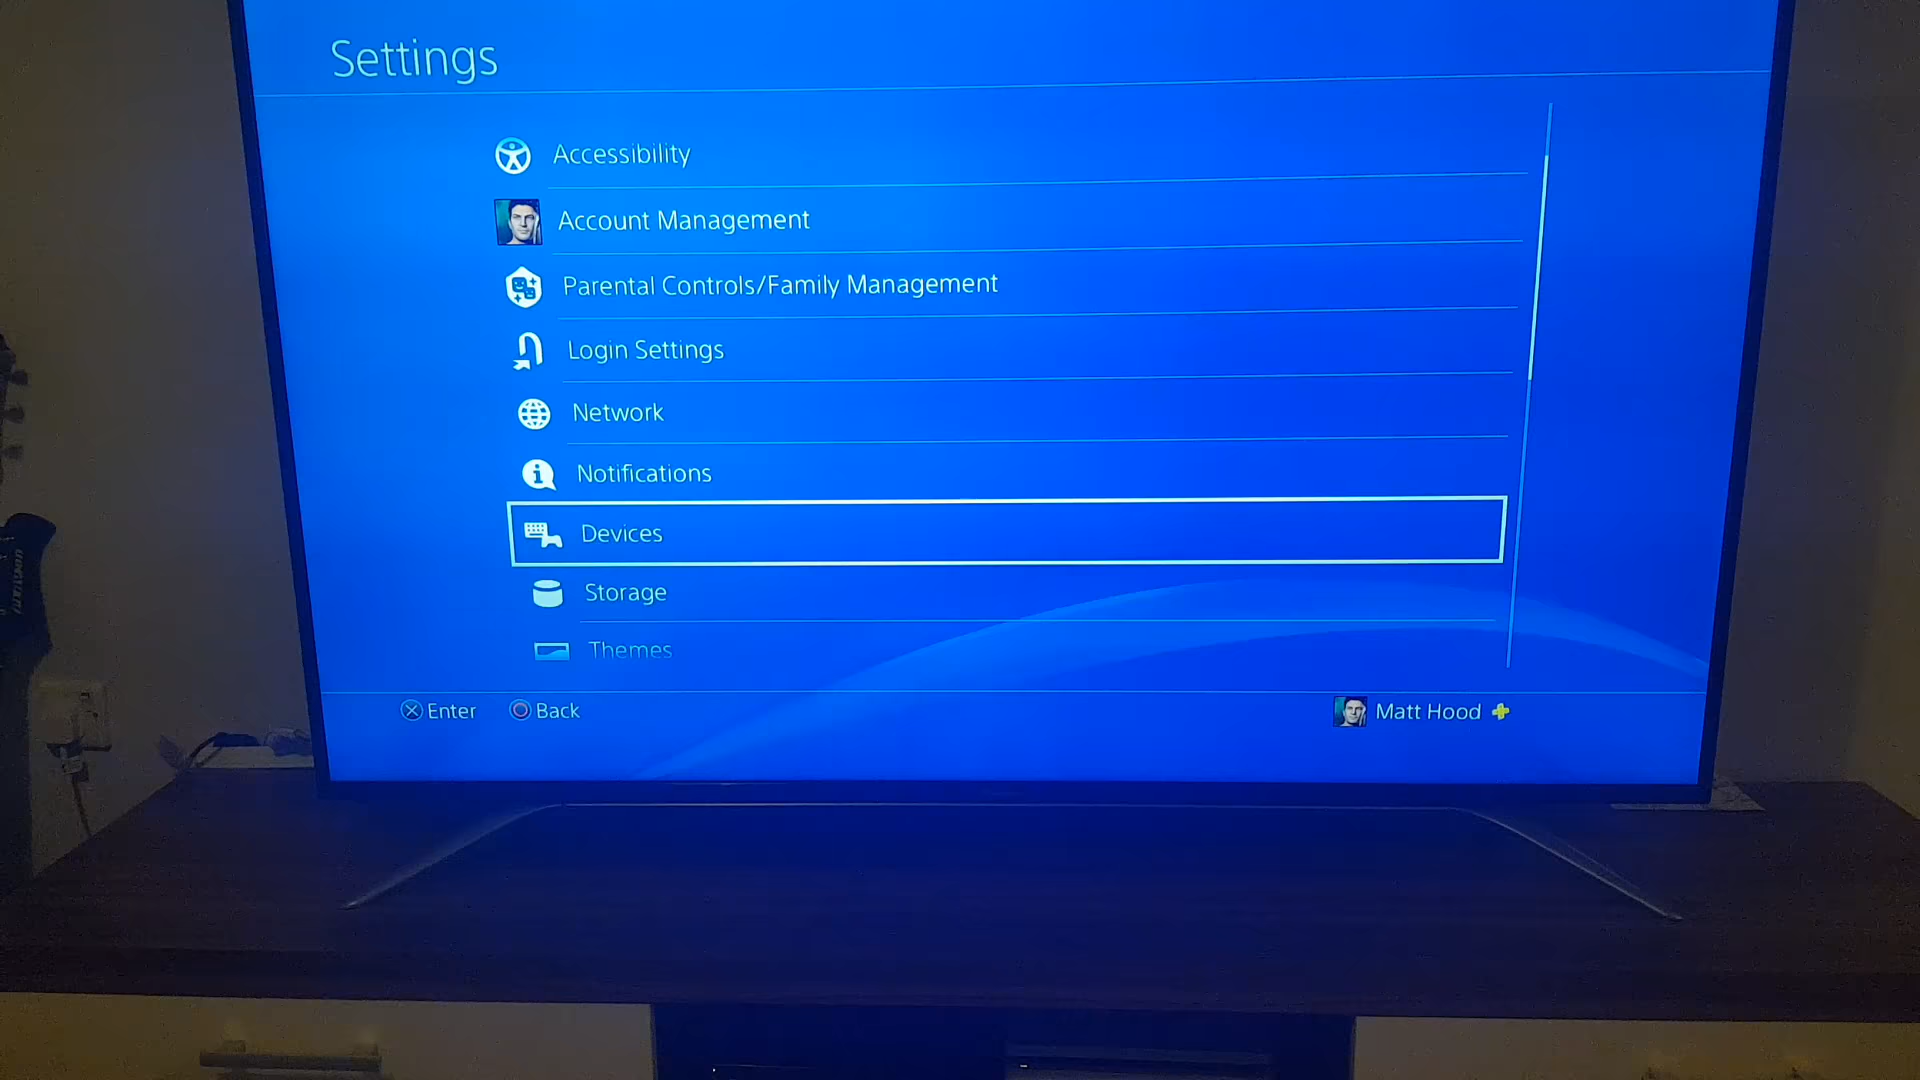 Settings
Accessibility
Account Management
Parental Controls/Family Management
Login Settings
Network
Notifications
Devices
Storage
Themes
Enter Back Matt Hood